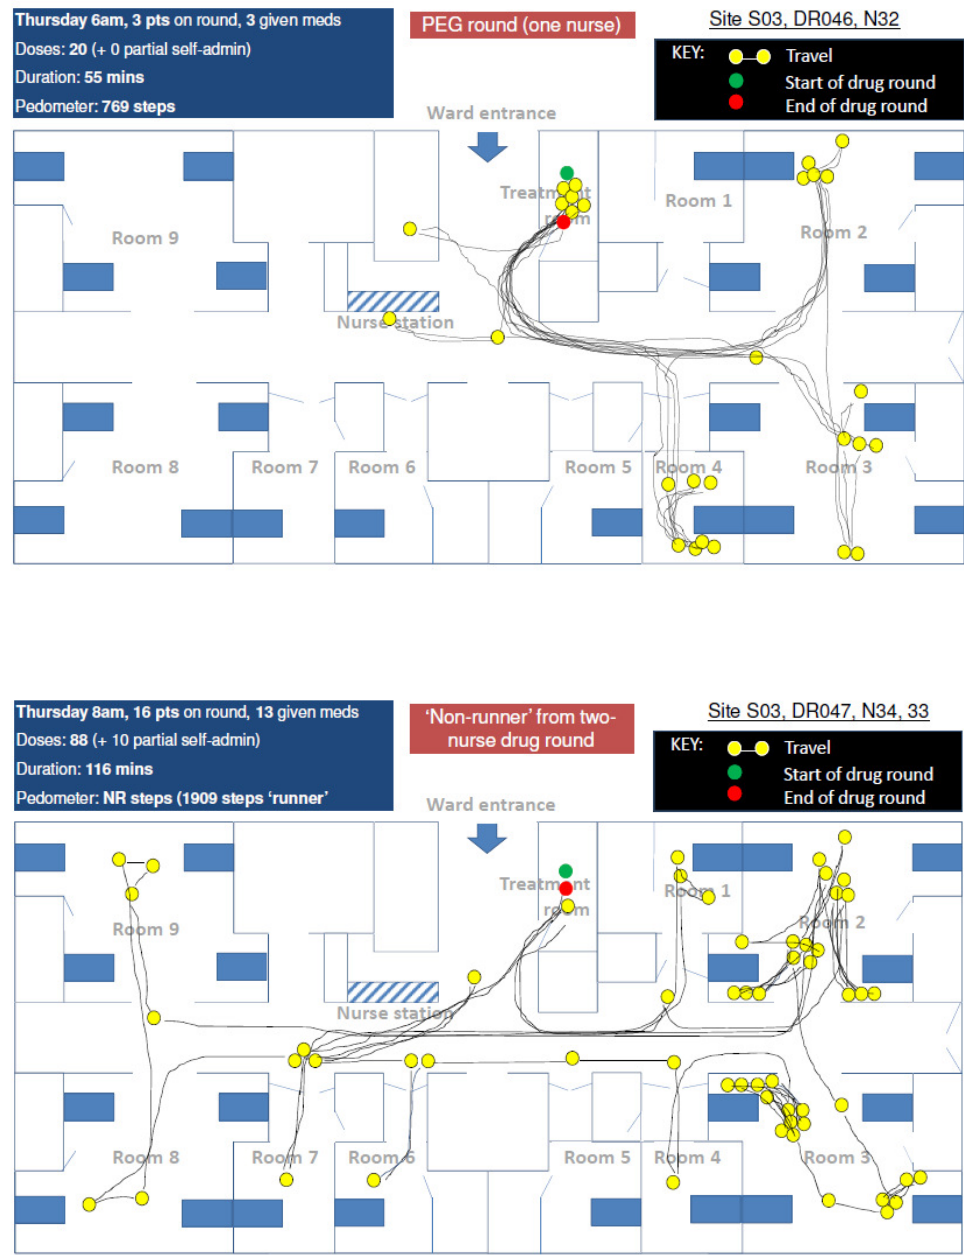 Thursday 6am, 3 pts on round, 3 given meds
Doses: 20 (+ 0 partial self-admin)
Duration: 55 mins
Pedometer: 769 steps
PEG round (one nurse)
Site S03, DR046, N32
KEY:
Travel
Start of drug round
End of drug round
Ward entrance
Treatment
room
Room 1
Room 2
Room 9
Nurse station
Room 8
Room 7
Room 6
Room 5
Room 4
Room 3
Thursday 8am, 16 pts on round, 13 given meds
Doses: 88 (+ 10 partial self-admin)
Duration: 116 mins
Pedometer: NR steps (1909 steps ‘runner’
‘Non-runner’ from two-
nurse drug round
Site S03, DR047, N34, 33
KEY:
Travel
Start of drug round
End of drug round
Ward entrance
Treatment
room
Room 1
Room 2
Room 9
Nurse station
Room 8
Room 7
Room 6
Room 5
Room 4
Room 3